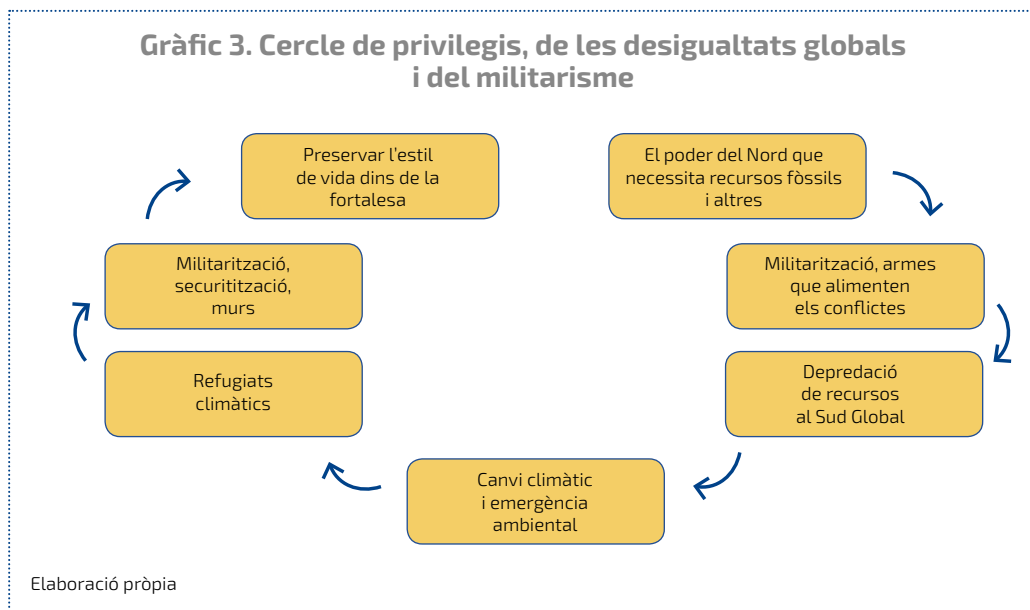 Gràfic 3. Cercle de privilegis, de les desigualtats globals
i del militarisme
Preservar l'estil
de vida dins de la
fortalesa
El poder del Nord que
necessita recursos fòssils
i altres
Militarització,
securitització,
murs
Militarització, armes
que alimenten
els conflictes
Refugiats
climàtics
Depredació
de recursos
al Sud Global
Canvi climàtic
i emergència
ambiental
Elaboració pròpia